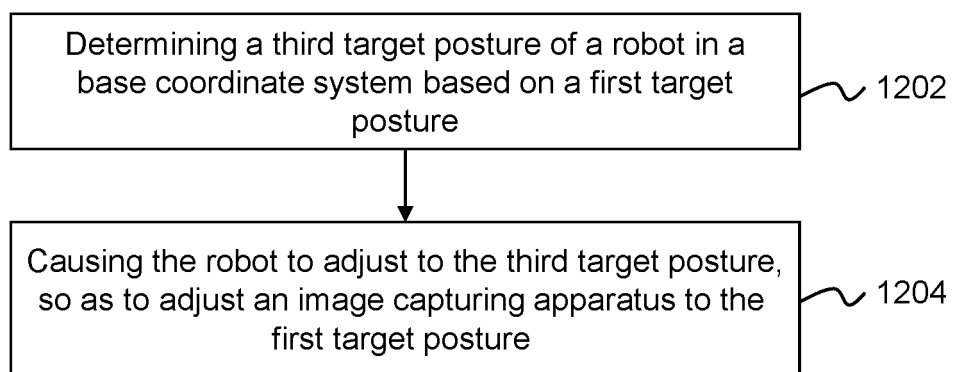 Determining a third target posture of a robot in a
base coordinate system based on a first target
posture
1202
Causing the robot to adjust to the third target posture,
so as to adjust an image capturing apparatus to the
first target posture
1204